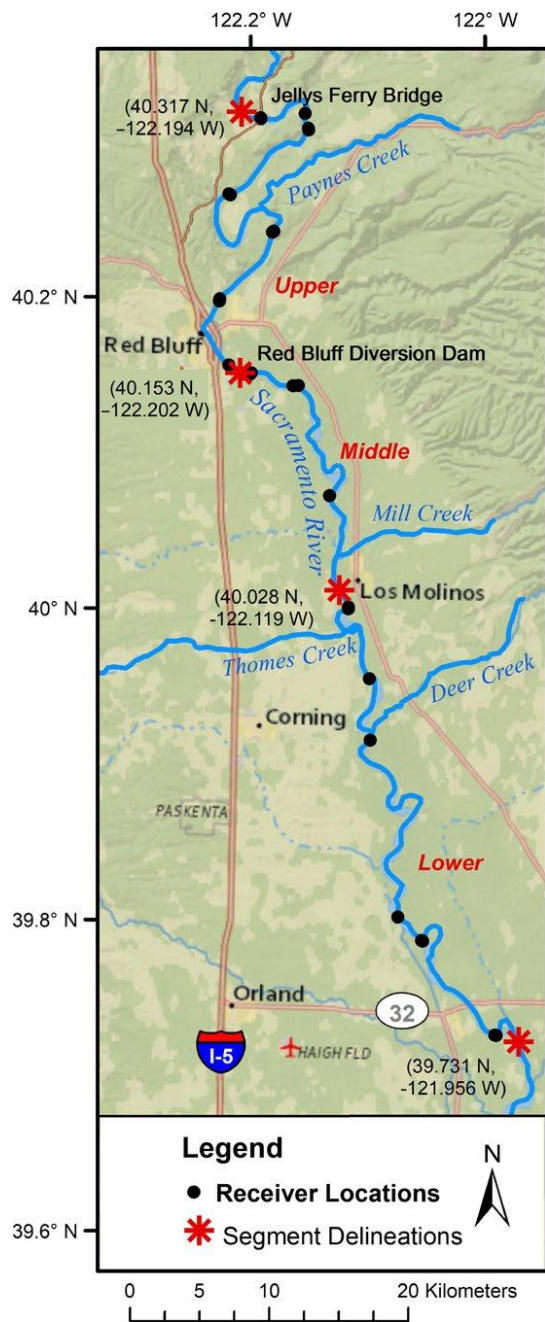 122.2° W
122° W
(40.317 N,
–122.194 W)
Jellys Ferry Bridge
Paynes Creek
40.2° N
Upper
Red Bluff
Red Bluff Diversion Dam
(40.153 N,
–122.202 W)
Sacramento River
Middle
Mill Creek
40° N
(40.028 N,
-122.119 W)
Los Molinos
Thomes Creek
Deer Creek
Corning
PASKENTA
Lower
39.8° N
Orland
32
I-5
HAIGH FLD
(39.731 N,
-121.956 W)
Legend
N
Receiver Locations
Segment Delineations
39.6° N
0 5 10 20 Kilometers